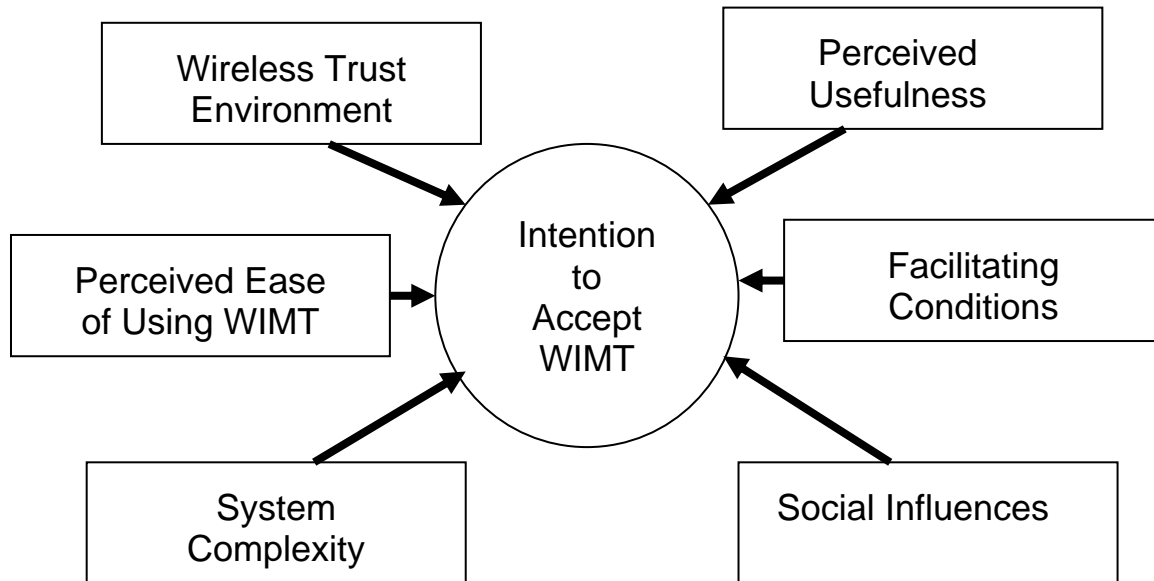 Wireless Trust
Environment
Perceived
Usefulness
Perceived Ease
of Using WIMT
Intention
to
Accept
WIMT
Facilitating
Conditions
System
Complexity
Social Influences